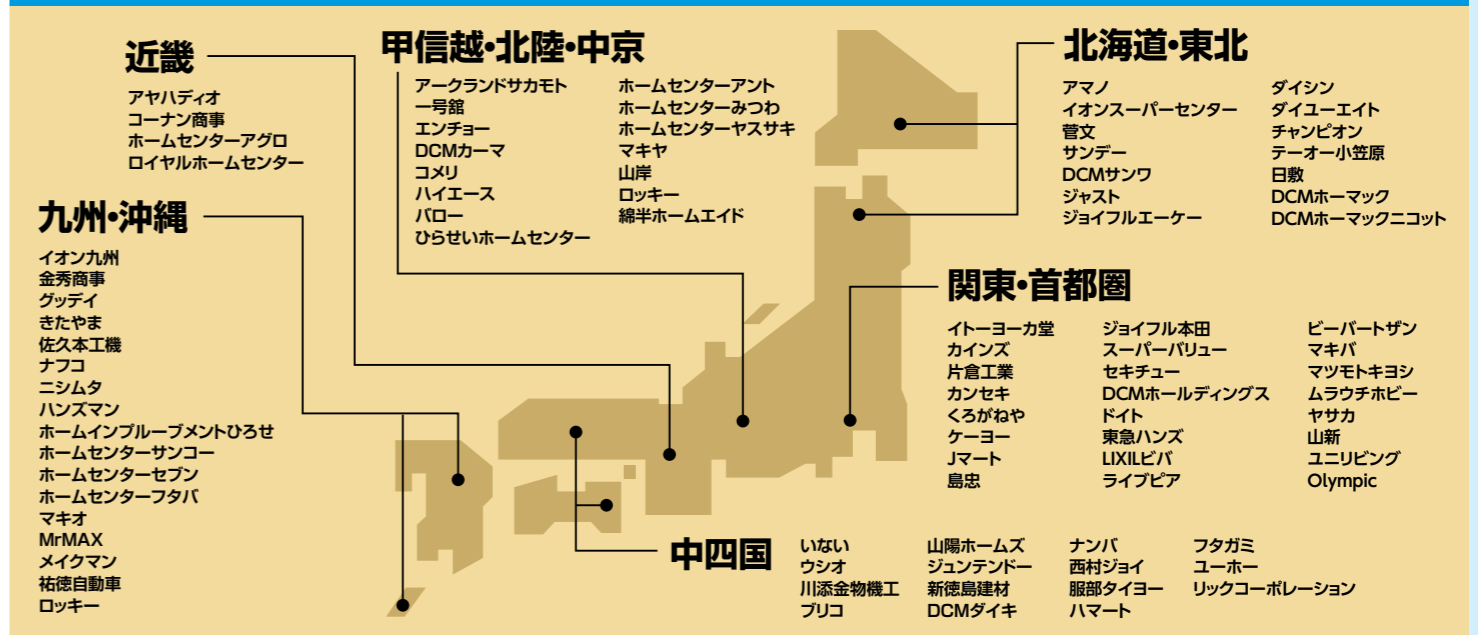 近畿
アヤハディオ
コーナン商事
ホームセンターアグロ
ロイヤルホームセンター
甲信越・北陸・中京
アークランドサカモト
一号舘
エンチョー
DCMカーマ
コメリ
ハイエース
バロー
ひらせいホームセンター
ホームセンターアント
ホームセンターみつわ
ホームセンターヤスサキ
マキヤ
山岸
ロッキー
綿半ホームエイド
北海道・東北
アマノ
イオンスーパーセンター
菅文
サンデー
DCMサンワ
ジャスト
ジョイフルエーケー
ダイシン
ダイユーエイト
チャンピオン
テーオー小笠原
日敷
DCMホーマック
DCMホーマックニコット
九州・沖縄
イオン九州
金秀商事
グッデイ
きたやま
佐久本工機
ナフコ
ニシムタ
ハンズマン
ホームインプルーブメントひろせ
ホームセンターサンコー
ホームセンターセブン
ホームセンターフタバ
マキオ
MrMAX
メイクマン
祐徳自動車
ロッキー
関東・首都圏
イトーヨーカ堂
カインズ
片倉工業
カンセキ
くろがねや
ケーヨー
Jマート
島忠
ジョイフル本田
スーパーバリュー
セキチュー
DCMホールディングス
ドイト
東急ハンズ
LIXILビバ
ライブピア
ビーバートザン
マキバ
マツモトキヨシ
ムラウチホビー
ヤサカ
山新
ユニリビング
Olympic
中四国
いない
ウシオ
川添金物機工
ブリコ
山陽ホームズ
ジュンテンドー
新徳島建材
DCMダイキ
ナンバ
西村ジョイ
服部タイヨー
ハマート
フタガミ
ユーホー
リックコーポレーション